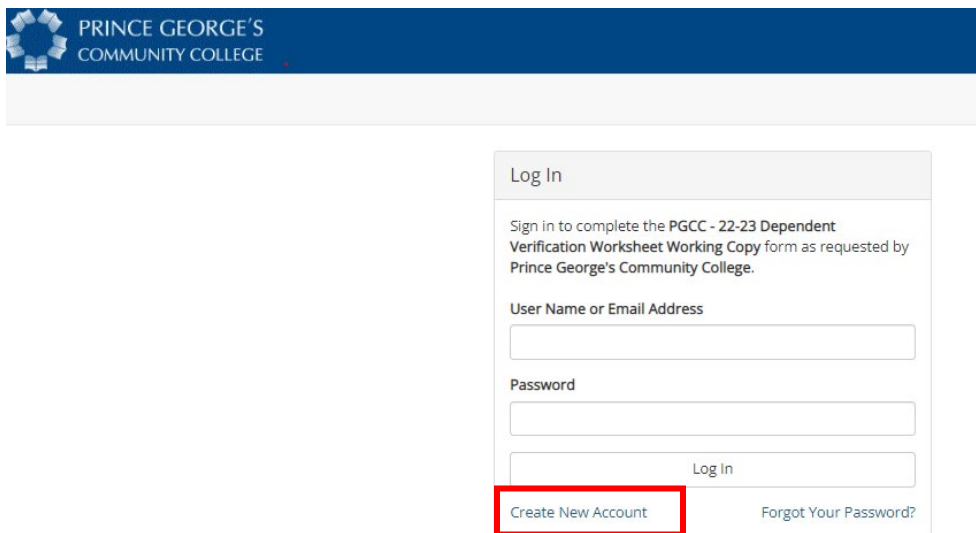 PRINCE GEORGE'S
COMMUNITY COLLEGE
Log In
Sign in to complete the PGCC - 22-23 Dependent
Verification Worksheet Working Copy form as requested by
Prince George's Community College.
User Name or Email Address
Password
Log In
Create New Account
Forgot Your Password?